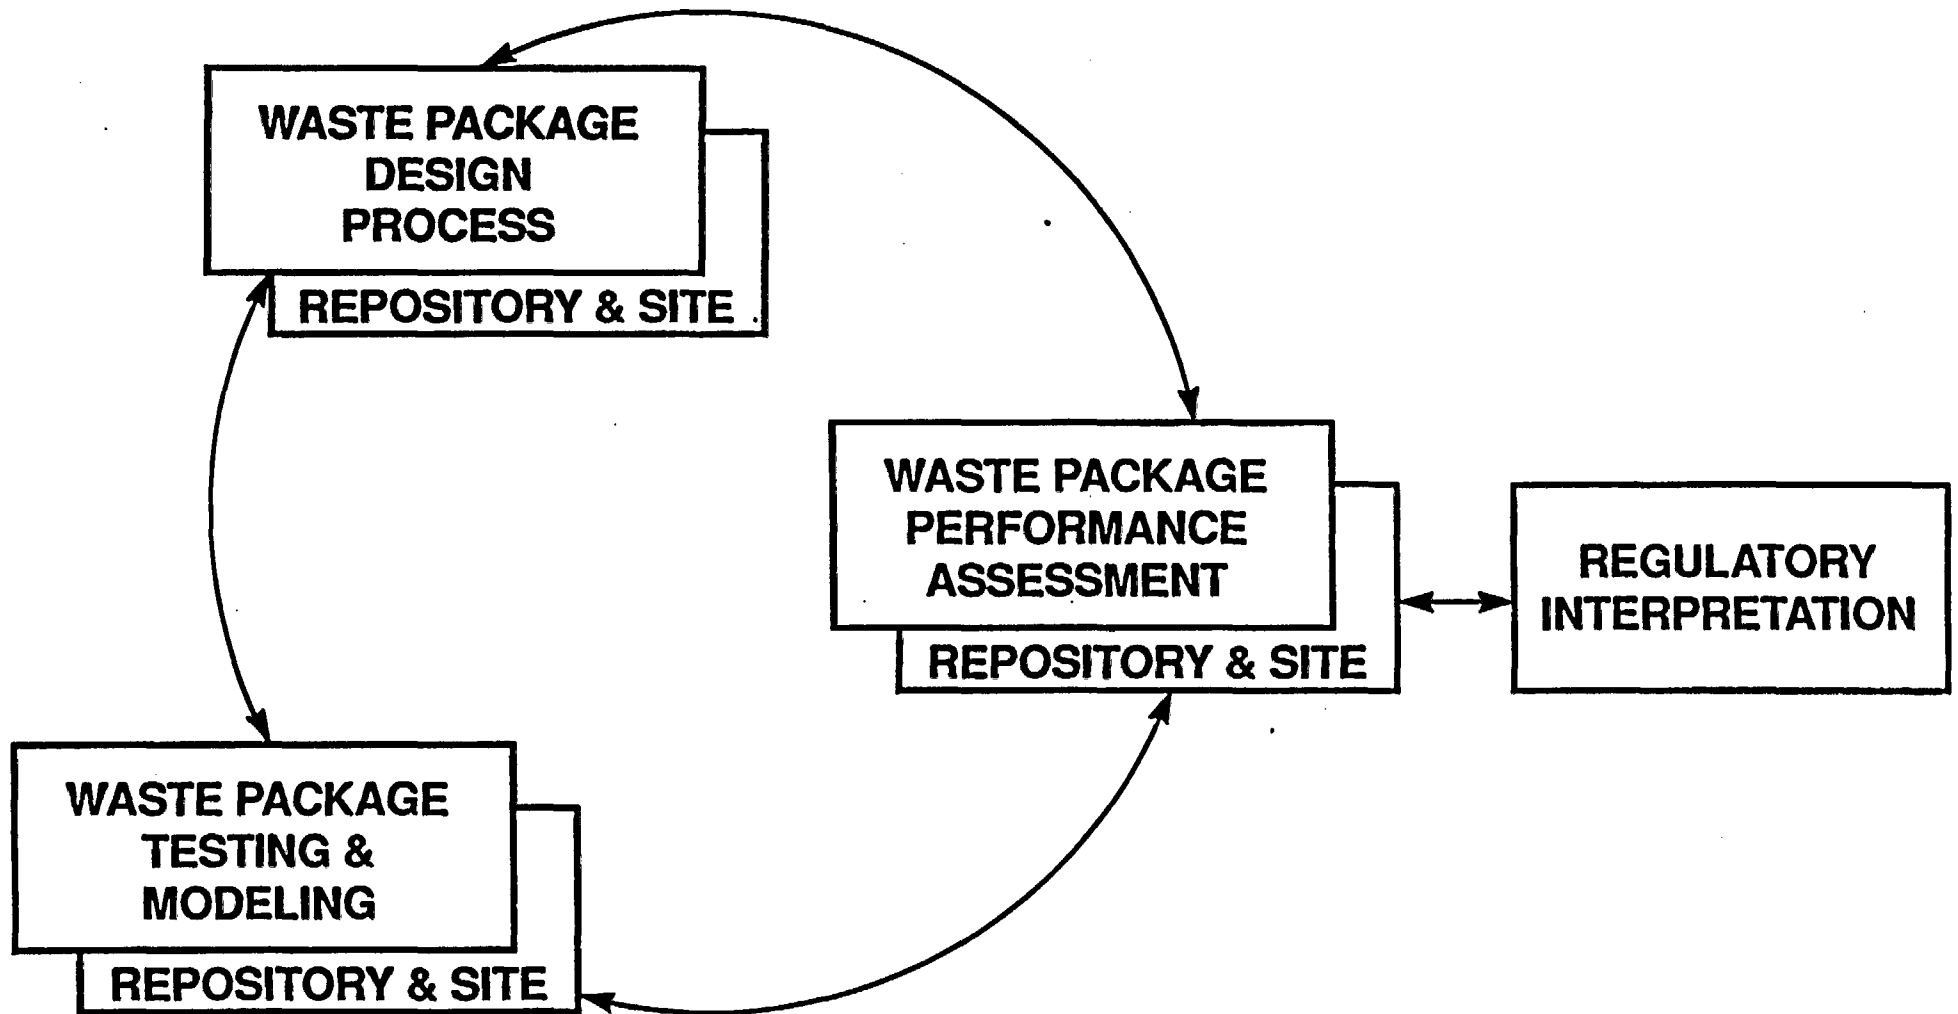 WASTE PACKAGE
DESIGN
PROCESS
REPOSITORY & SITE
WASTE PACKAGE
PERFORMANCE
ASSESSMENT
REPOSITORY & SITE
REGULATORY
INTERPRETATION
WASTE PACKAGE
TESTING &
MODELING
REPOSITORY & SITE